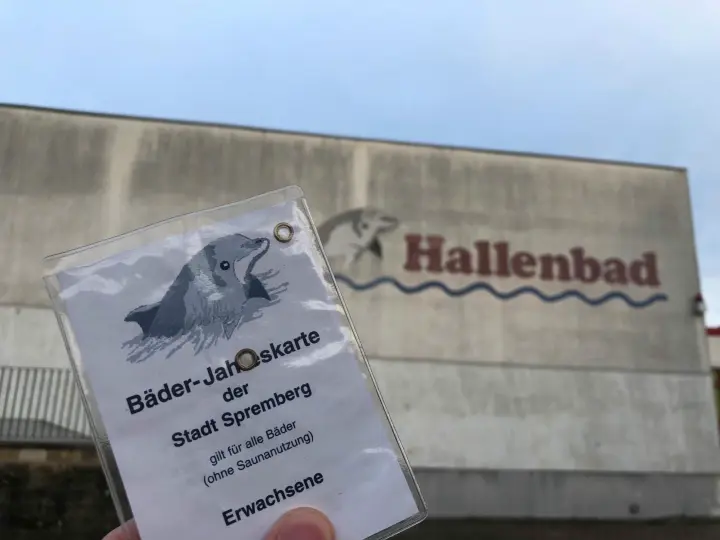 Hallenbad
Bäder-Jahreskarte
der
Stadt Spremberg
gilt für alle Bäder
(ohne Saunanutzung)
Erwachsene